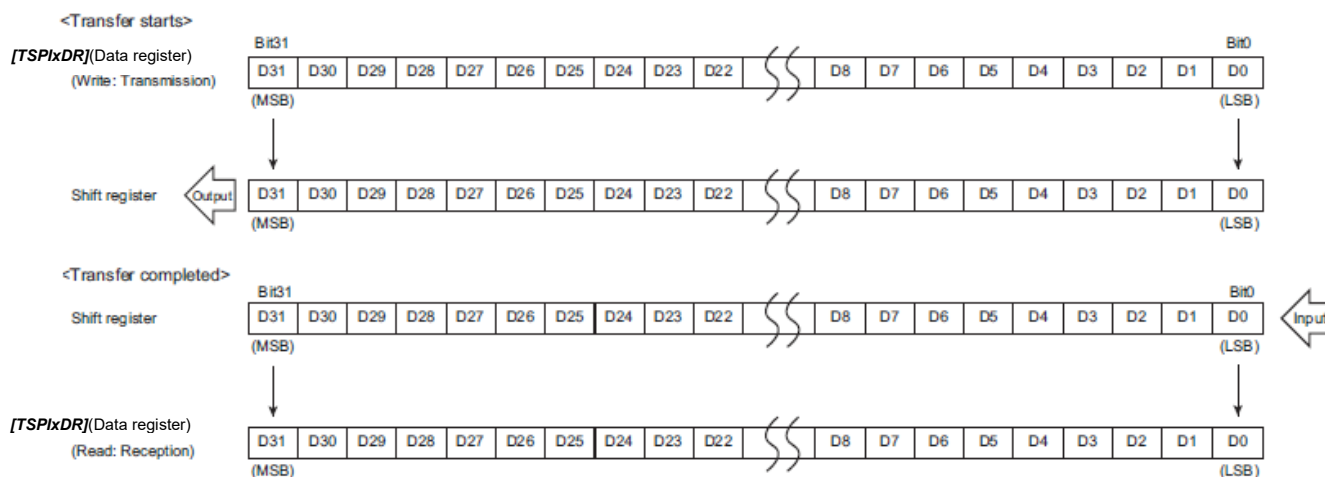 <Transfer starts>
Bit31 Bit0
[TSPIxDR](Data register)
(Write: Transmission)
D31 D30 D29 D28 D27 D26 D25 D24 D23 D22 D8 D7 D6 D5 D4 D3 D2 D1 D0
(MSB) (LSB)
Shift register Output D31 D30 D29 D28 D27 D26 D25 D24 D23 D22 D8 D7 D6 D5 D4 D3 D2 D1 D0
(MSB) (LSB)
<Transfer completed>
Bit31 Bit0
Shift register D31 D30 D29 D28 D27 D26 D25 D24 D23 D22 D8 D7 D6 D5 D4 D3 D2 D1 D0 Input
(MSB) (LSB)
[TSPIxDR](Data register)
(Read: Reception)
D31 D30 D29 D28 D27 D26 D25 D24 D23 D22 D8 D7 D6 D5 D4 D3 D2 D1 D0
(MSB) (LSB)